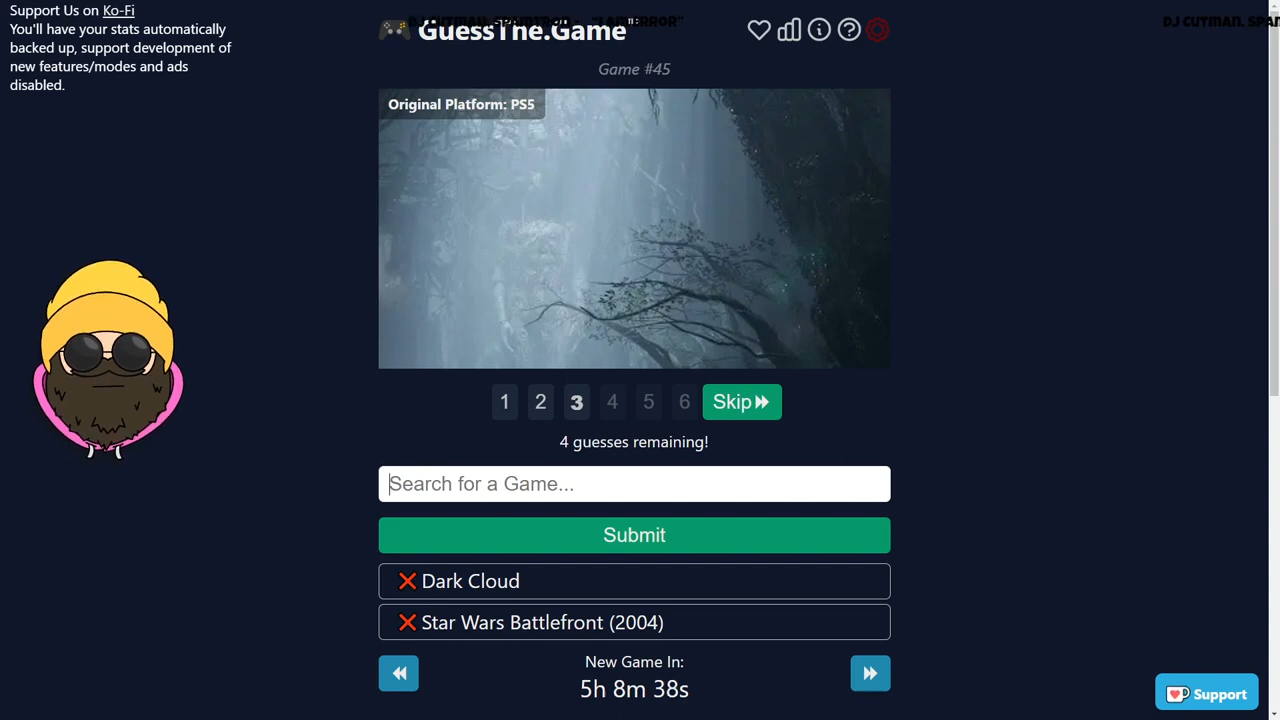 Support Us on Ko-Fi
You'll have your stats automatically
backed up, support development of
new features/modes and ads
disabled.
GuessThe.Game
Game #45
Original Platform: PS5
1 2 3 4 5 6 Skip
4 guesses remaining!
Search for a Game...
Submit
❌ Dark Cloud
❌ Star Wars Battlefront (2004)
New Game In:
5h 8m 38s
Support